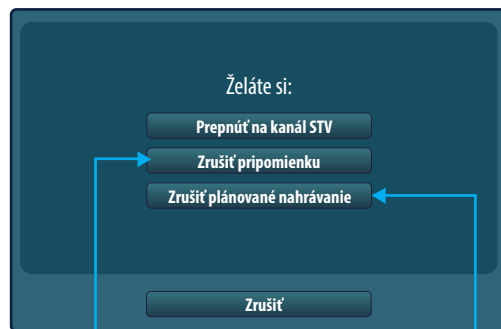 Želáte si:
Prepnúť na kanál STV
Zrušiť pripomienku
Zrušiť plánované nahrávanie
Zrušiť